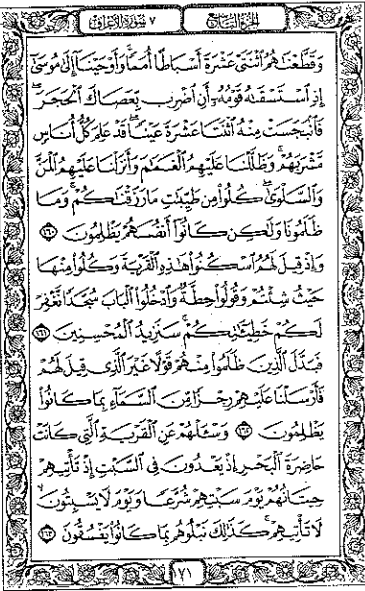 الجزء التاسع ٧ سورة الأعراف
وَقَطَّعْنَٰهُمُ ٱثْنَتَىْ عَشْرَةَ أَسْبَاطًا أُمَمًا ۚ وَأَوْحَيْنَآ إِلَىٰ مُوسَىٰٓ
إِذِ ٱسْتَسْقَىٰهُ قَوْمُهُۥٓ أَنِ ٱضْرِب بِّعَصَاكَ ٱلْحَجَرَ ۖ
فَٱنۢبَجَسَتْ مِنْهُ ٱثْنَتَا عَشْرَةَ عَيْنًا ۖ قَدْ عَلِمَ كُلُّ أُنَاسٍ
مَّشْرَبَهُمْ ۚ وَظَلَّلْنَا عَلَيْهِمُ ٱلْغَمَٰمَ وَأَنزَلْنَا عَلَيْهِمُ ٱلْمَنَّ
وَٱلسَّلْوَىٰ ۖ كُلُوا۟ مِن طَيِّبَٰتِ مَا رَزَقْنَٰكُمْ ۚ وَمَا
ظَلَمُونَا وَلَٰكِن كَانُوٓا۟ أَنفُسَهُمْ يَظْلِمُونَ ١٦٠
وَإِذْ قِيلَ لَهُمُ ٱسْكُنُوا۟ هَٰذِهِ ٱلْقَرْيَةَ وَكُلُوا۟ مِنْهَا
حَيْثُ شِئْتُمْ وَقُولُوا۟ حِطَّةٌ وَٱدْخُلُوا۟ ٱلْبَابَ سُجَّدًا نَّغْفِرْ
لَكُمْ خَطِيٓـَٰٔتِكُمْ ۚ سَنَزِيدُ ٱلْمُحْسِنِينَ ١٦١
فَبَدَّلَ ٱلَّذِينَ ظَلَمُوا۟ مِنْهُمْ قَوْلًا غَيْرَ ٱلَّذِى قِيلَ لَهُمْ
فَأَرْسَلْنَا عَلَيْهِمْ رِجْزًا مِّنَ ٱلسَّمَآءِ بِمَا كَانُوا۟
يَظْلِمُونَ ١٦٢ وَسْـَٔلْهُمْ عَنِ ٱلْقَرْيَةِ ٱلَّتِى كَانَتْ
حَاضِرَةَ ٱلْبَحْرِ إِذْ يَعْدُونَ فِى ٱلسَّبْتِ إِذْ تَأْتِيهِمْ
حِيتَانُهُمْ يَوْمَ سَبْتِهِمْ شُرَّعًا وَيَوْمَ لَا يَسْبِتُونَ ۙ
لَا تَأْتِيهِمْ ۚ كَذَٰلِكَ نَبْلُوهُم بِمَا كَانُوا۟ يَفْسُقُونَ ١٦٣
١٧١